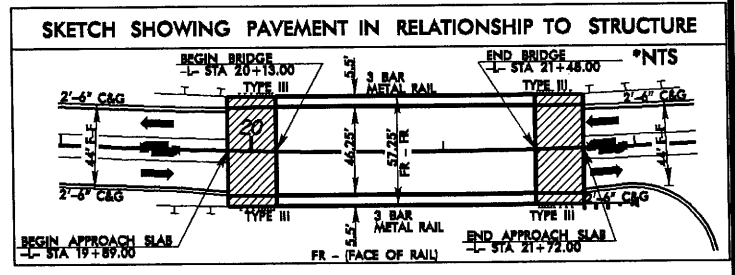 SKETCH SHOWING PAVEMENT IN RELATIONSHIP TO STRUCTURE
BEGIN BRIDGE
-L- STA 20+13.00
END BRIDGE
-L- STA 21+48.00
*NTS
5.5'
3 BAR
METAL RAIL
TYPE III
TYPE III
2'-6" C&G
2'-6" C&G
20
44' F-F
46.25'
57.25'
FR - FR
44' F-F
2'-6" C&G
2'-6" C&G
TYPE III
TYPE III
3 BAR
METAL RAIL
5.5'
BEGIN APPROACH SLAB
-L- STA 19+89.00
END APPROACH SLAB
-L- STA 21+72.00
FR - (FACE OF RAIL)